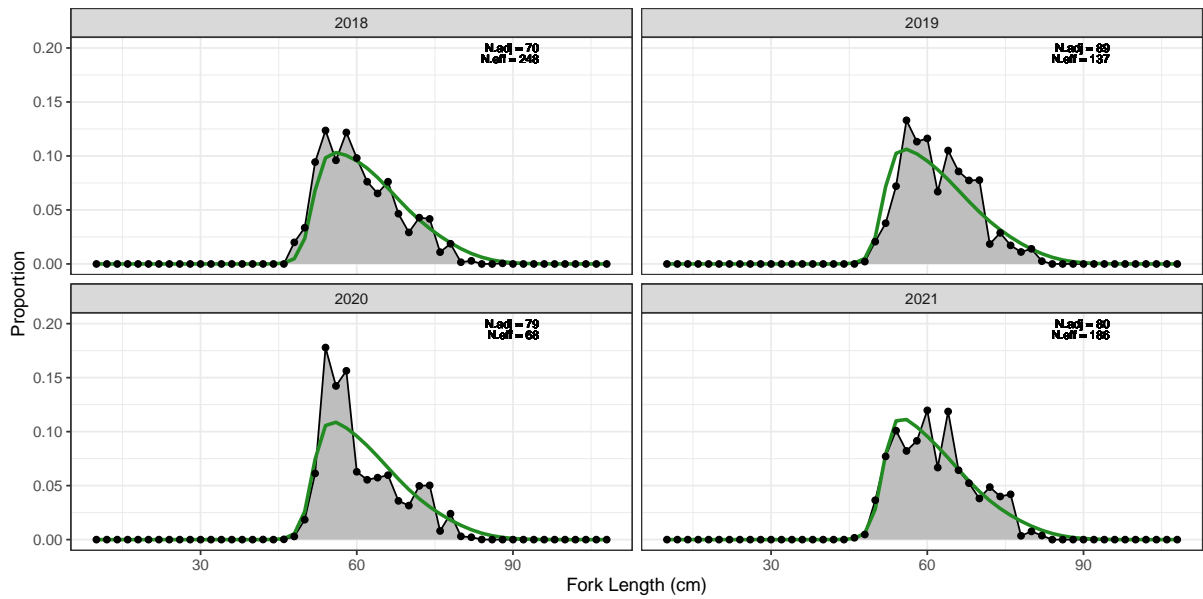 2018
2019
N.adj = 70
N.eff = 248
N.adj = 89
N.eff = 137
0.20
0.15
0.10
0.05
0.00
2020
2021
N.adj = 79
N.eff = 68
N.adj = 80
N.eff = 186
0.20
0.15
0.10
0.05
0.00
Proportion
30
60
90
30
60
90
Fork Length (cm)